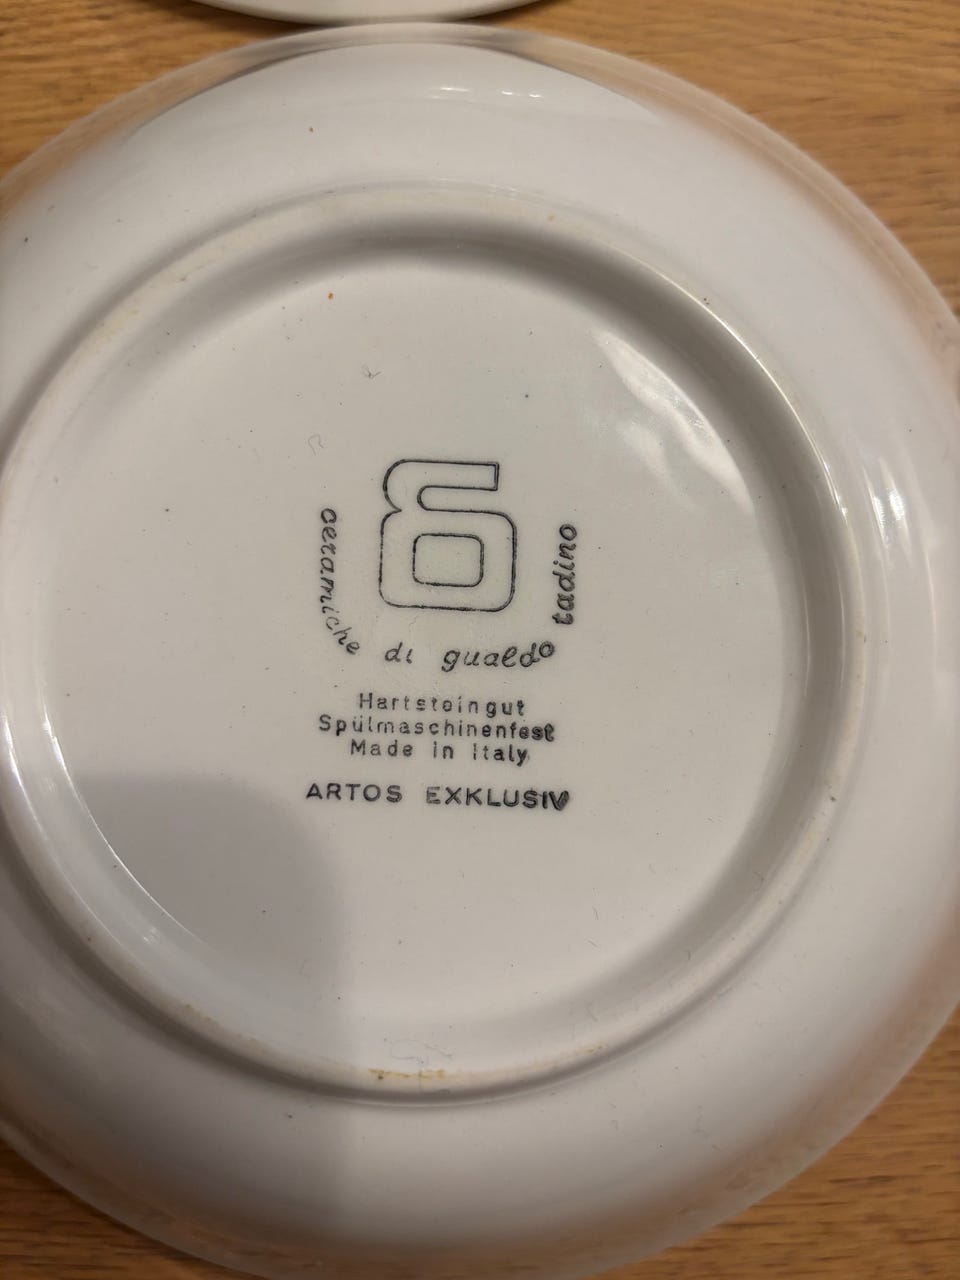 ceramiche di gualdo tadino
Hartsteingut
Spülmaschinenfest
Made in Italy
ARTOS EXKLUSIV